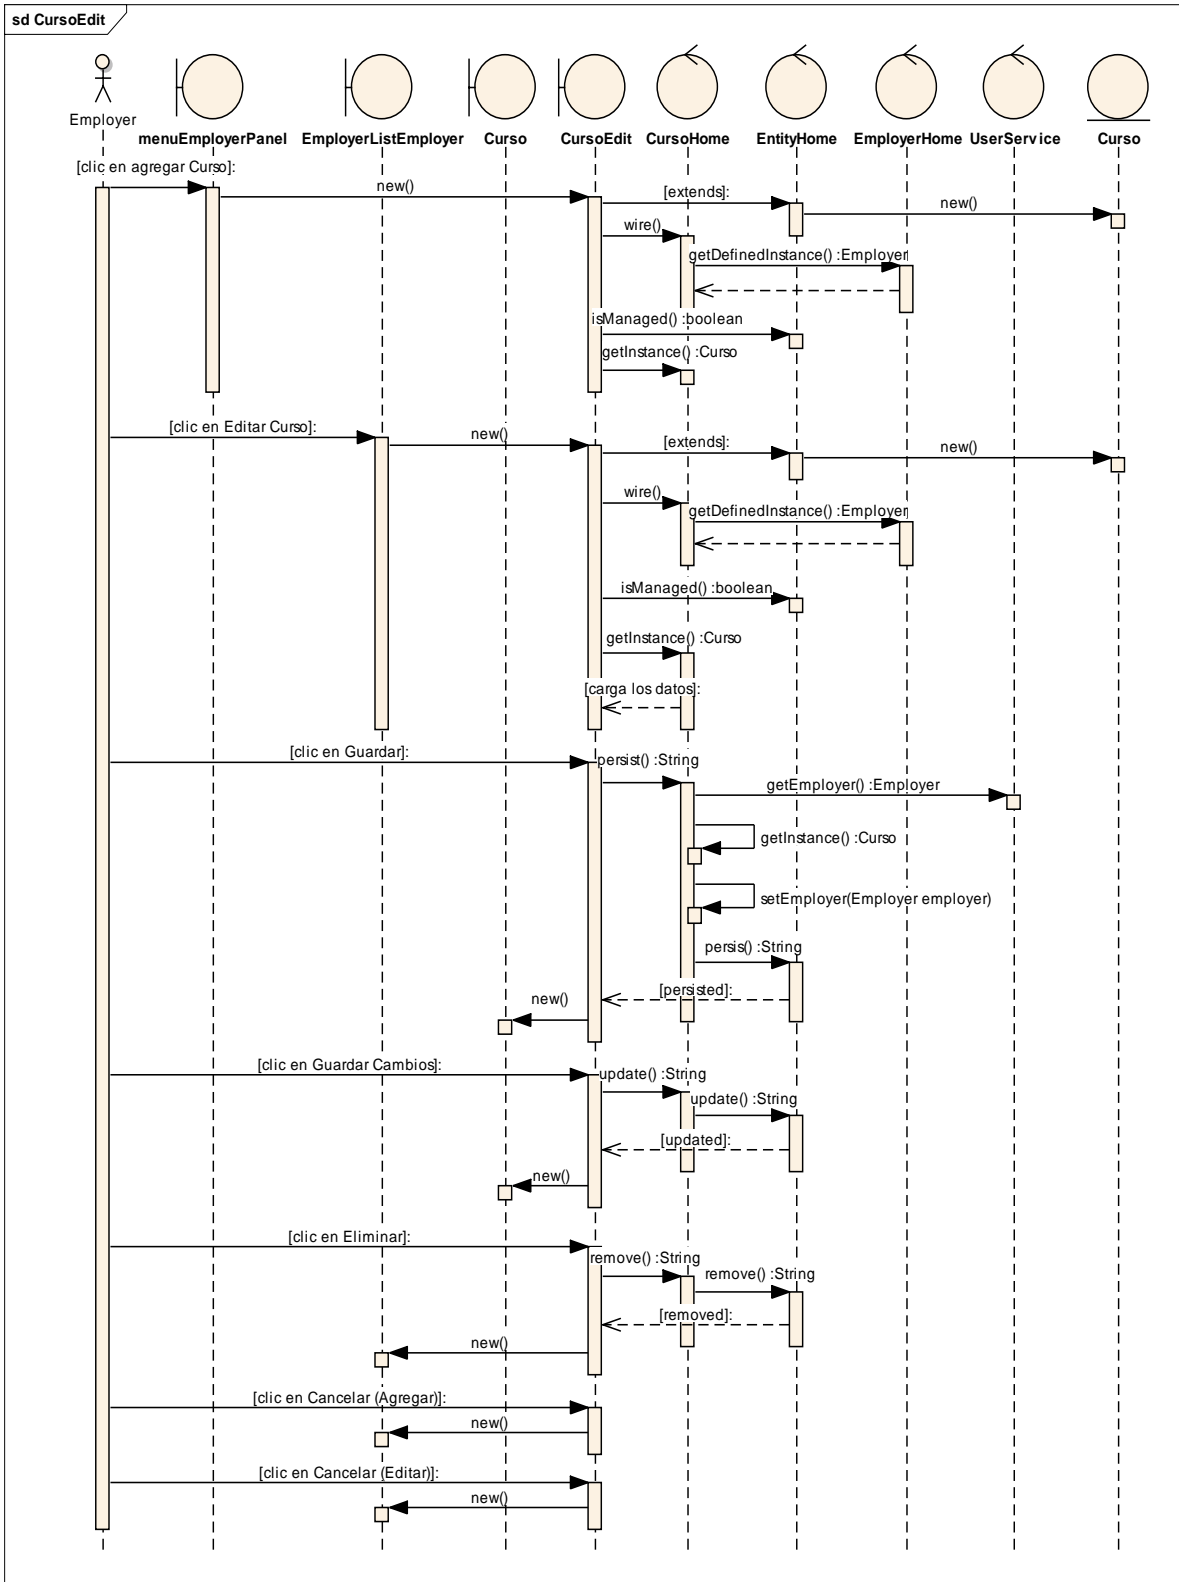 sd CursoEdit
Employer
menuEmployerPanel
EmployerListEmployer
Curso
CursoEdit
CursoHome
EntityHome
EmployerHome
UserService
Curso
[clic en agregar Curso]:
new()
[extends]:
new()
wire()
getDefinedInstance() :Employer
isManaged() :boolean
getInstance() :Curso
[clic en Editar Curso]:
new()
[extends]:
new()
wire()
getDefinedInstance() :Employer
isManaged() :boolean
getInstance() :Curso
[carga los datos]:
[clic en Guardar]:
persist() :String
getEmployer() :Employer
getInstance() :Curso
setEmployer(Employer employer)
persis() :String
[persisted]:
new()
[clic en Guardar Cambios]:
update() :String
update() :String
[updated]:
new()
[clic en Eliminar]:
remove() :String
remove() :String
[removed]:
new()
[clic en Cancelar (Agregar)]:
new()
[clic en Cancelar (Editar)]:
new()